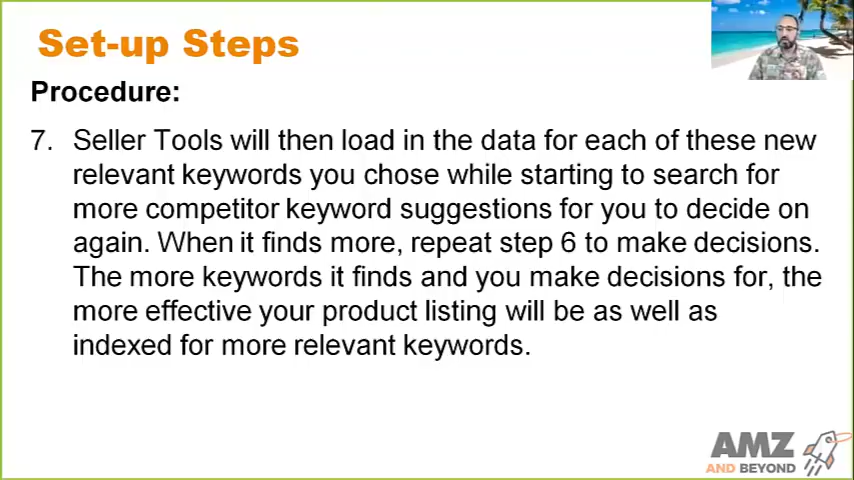 Set-up Steps
Procedure:
7. Seller Tools will then load in the data for each of these new
relevant keywords you chose while starting to search for
more competitor keyword suggestions for you to decide on
again. When it finds more, repeat step 6 to make decisions.
The more keywords it finds and you make decisions for, the
more effective your product listing will be as well as
indexed for more relevant keywords.
AMZ
AND BEYOND